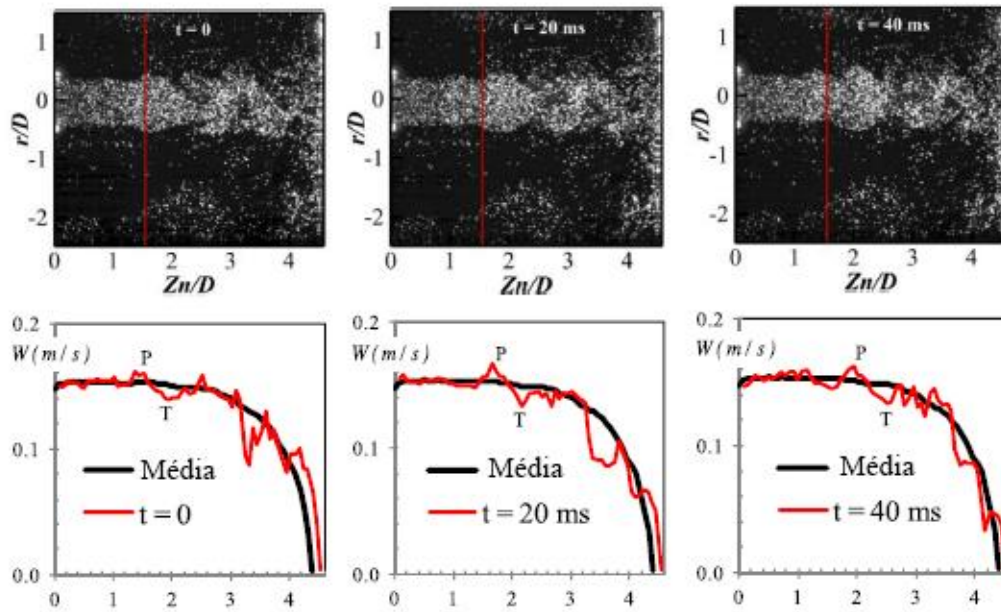 t = 0
t = 20 ms
t = 40 ms
1
0
-1
-2
r/D
0 1 2 3 4
Zn/D
1
0
-1
-2
r/D
0 1 2 3 4
Zn/D
1
0
-1
-2
r/D
0 1 2 3 4
Zn/D
0.2
W(m/s)
P
T
0.1
Média
t = 0
0.0
0 1 2 3 4
0.2
W(m/s)
P
T
0.1
Média
t = 20 ms
0.0
0 1 2 3 4
0.2
W(m/s)
P
T
0.1
Média
t = 40 ms
0.0
0 1 2 3 4